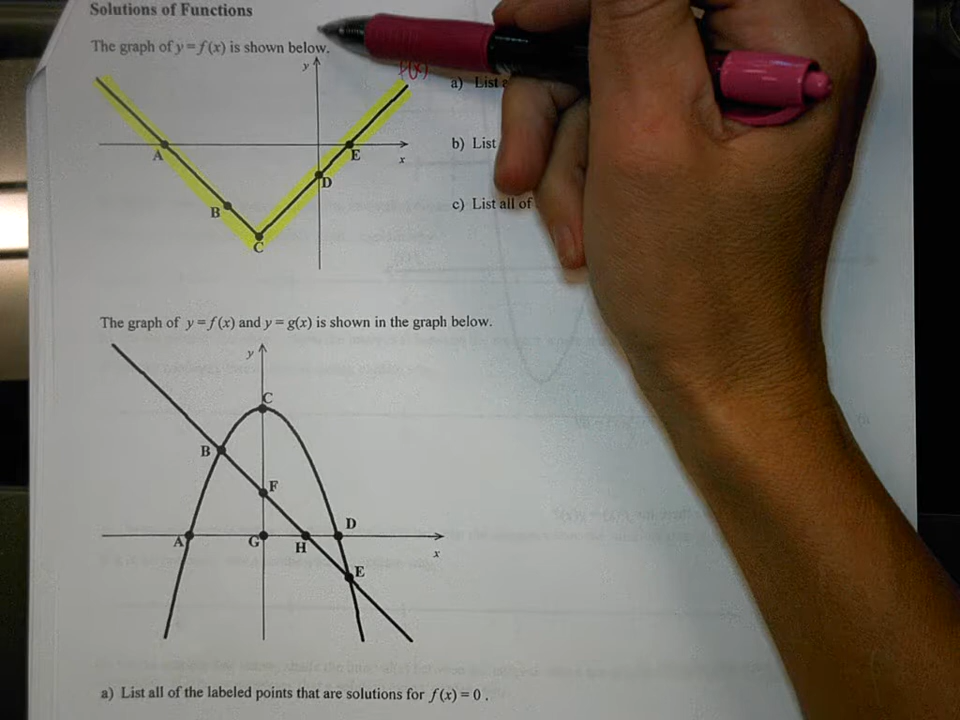 Solutions of Functions
The graph of y = f(x) is shown below.
y
f(x)
a) List
A
E
x
b) List
D
B
c) List all of
C
The graph of y = f(x) and y = g(x) is shown in the graph below.
y
C
B
F
D
A
G
H
x
E
a) List all of the labeled points that are solutions for f(x) = 0.